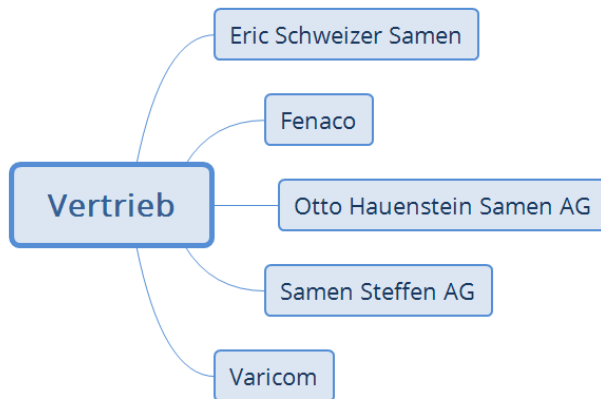 Eric Schweizer Samen
Fenaco
Vertrieb
Otto Hauenstein Samen AG
Samen Steffen AG
Varicom